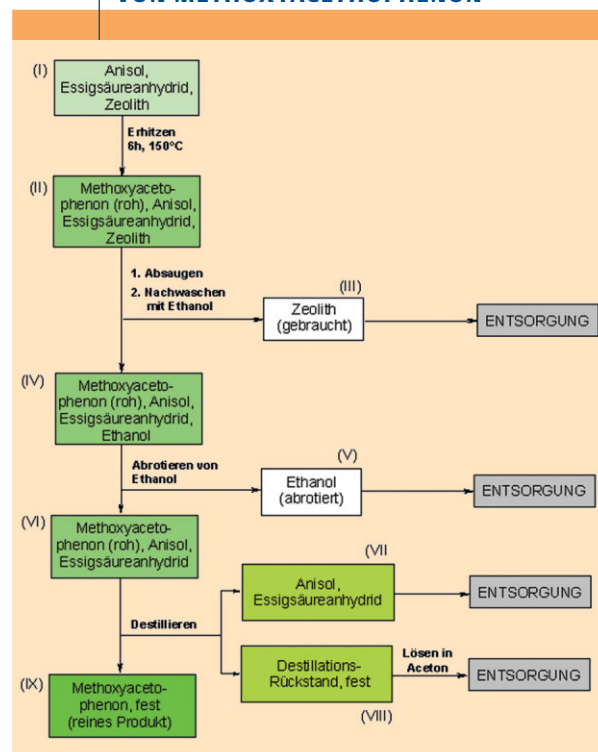 VON METHOXYACETHOPHENON
(I)
Anisol,
Essigsäureanhydrid,
Zeolith
Erhitzen
6h, 150°C
(II)
Methoxyaceto-
phenon (roh), Anisol,
Essigsäureanhydrid,
Zeolith
1. Absaugen
2. Nachwaschen
mit Ethanol
(III)
Zeolith
(gebraucht)
ENTSORGUNG
(IV)
Methoxyaceto-
phenon (roh), Anisol,
Essigsäureanhydrid,
Ethanol
Abrotieren von
Ethanol
(V)
Ethanol
(abrotiert)
ENTSORGUNG
(VI)
Methoxyaceto-
phenon (roh), Anisol,
Essigsäureanhydrid
Destillieren
(VII
Anisol,
Essigsäureanhydrid
ENTSORGUNG
Destillations-
Rückstand, fest
(VIII)
Lösen in
Aceton
ENTSORGUNG
(IX)
Methoxyaceto-
phenon, fest
(reines Produkt)